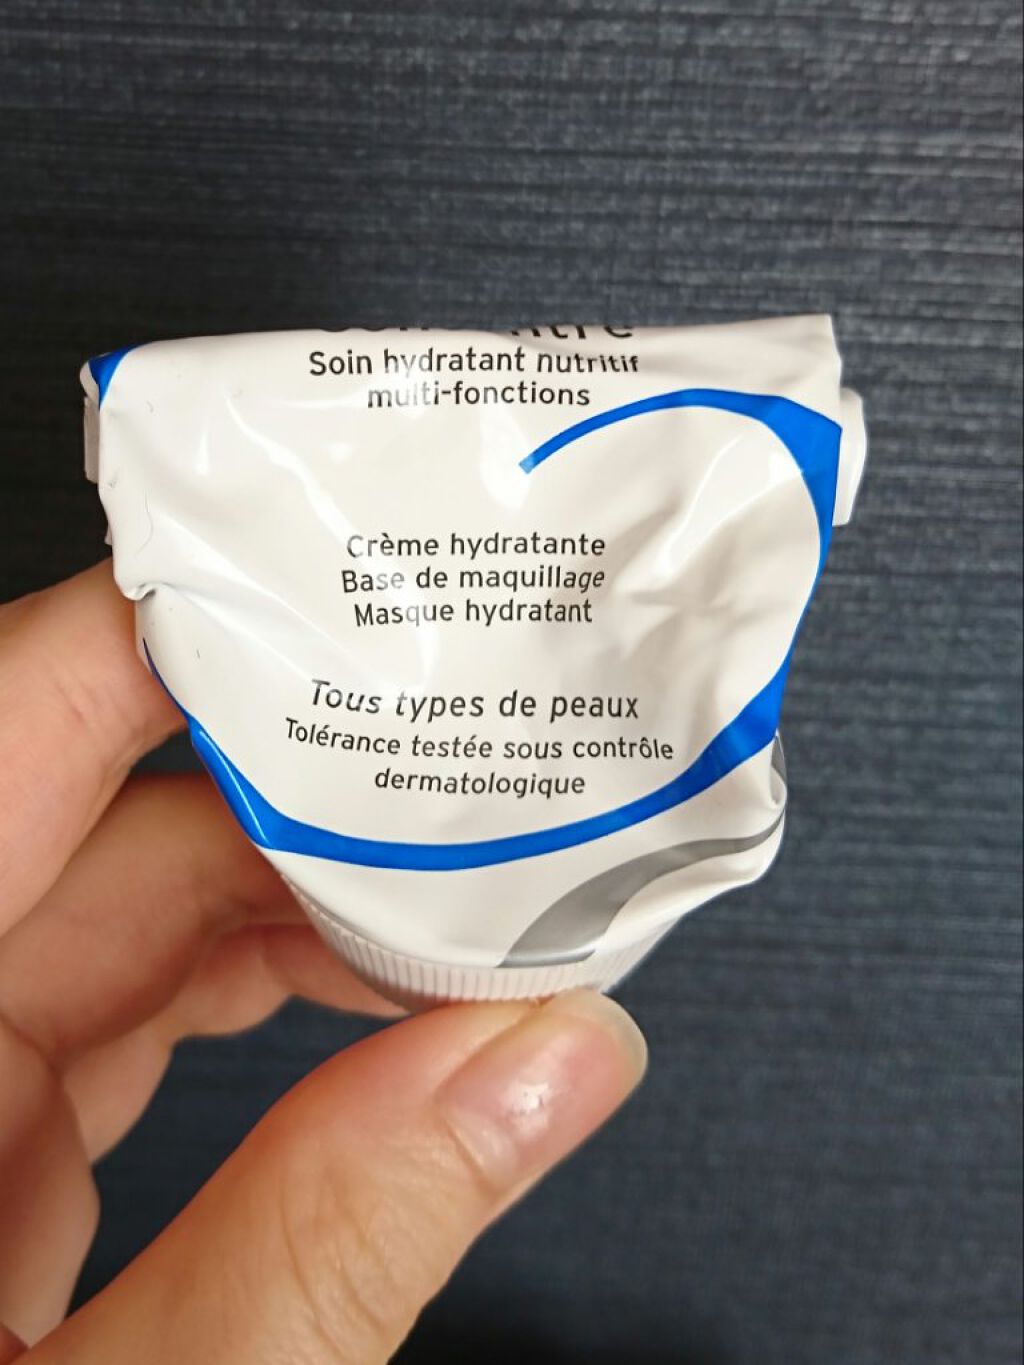 Soin hydratant nutritif
multi-fonctions
Crème hydratante
Base de maquillage
Masque hydratant
Tous types de peaux
Tolérance testée sous contrôle
dermatologique